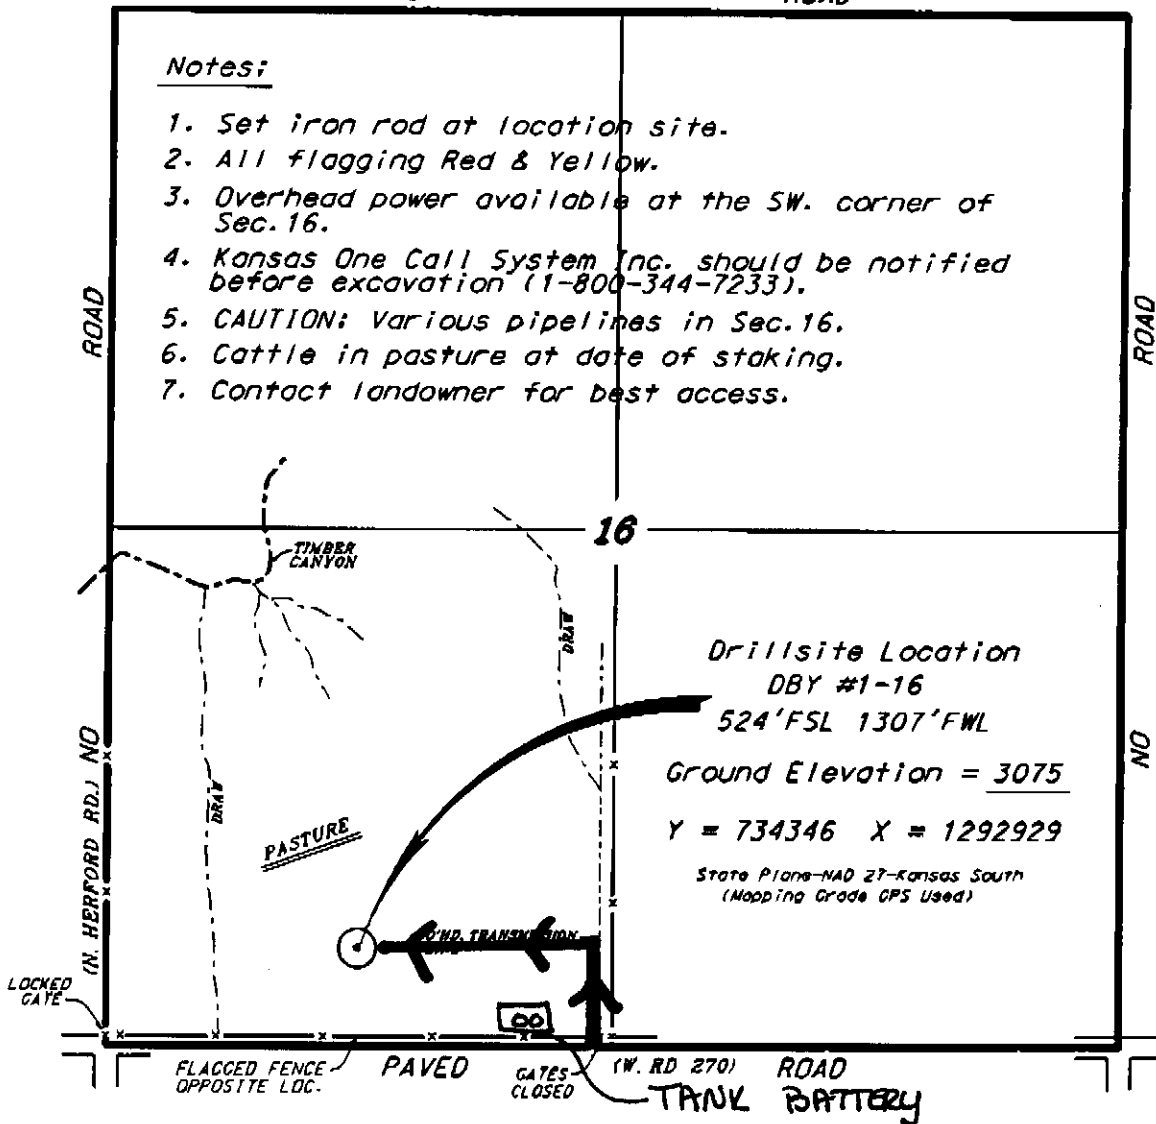 ROAD
Notes:
1. Set iron rod at location site.
2. All flagging Red & Yellow.
3. Overhead power available at the SW. corner of
Sec. 16.
4. Kansas One Call System Inc. should be notified
before excavation (1-800-344-7233).
5. CAUTION: Various pipelines in Sec. 16.
6. Cattle in pasture at date of staking.
7. Contact landowner for best access.
ROAD
ROAD
16
TIMBER
CANYON
DRAW
Drillsite Location
DBY #1-16
524'FSL 1307'FWL
Ground Elevation = 3075
Y = 734346 X = 1292929
State Plane-NAD 27-Kansas South
(Mapping Grade GPS Used)
NO
(N. HERFORD RD.) NO
DRAW
PASTURE
O'HD. TRANSMISSION
LOCKED
GATE
FLAGGED FENCE
OPPOSITE LOC.
PAVED
GATES
CLOSED
(W. RD 270)
ROAD
TANK BATTERY